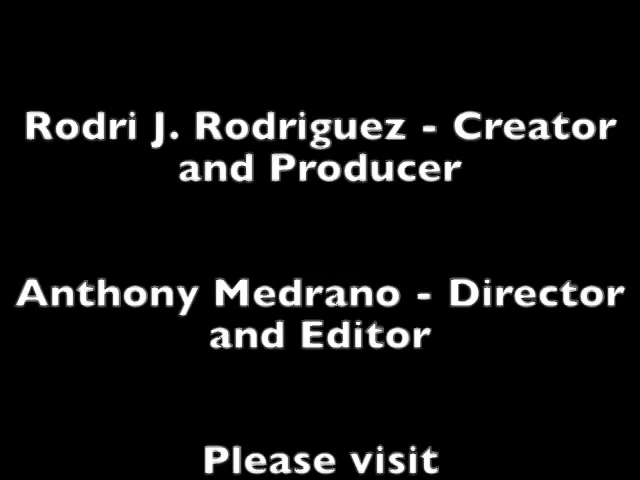 Rodri J. Rodriguez - Creator
and Producer
Anthony Medrano - Director
and Editor
Please visit